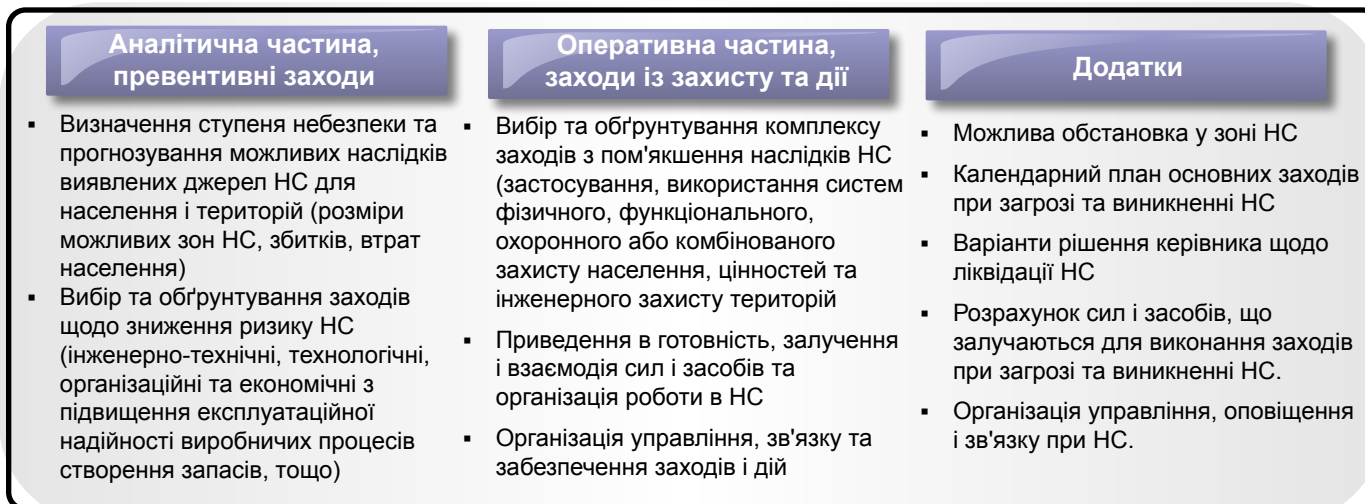 Аналітична частина,
превентивні заходи
▪ Визначення ступеня небезпеки та
прогнозування можливих наслідків
виявлених джерел НС для
населення і територій (розміри
можливих зон НС, збитків, втрат
населення)
▪ Вибір та обґрунтування заходів
щодо зниження ризику НС
(інженерно-технічні, технологічні,
організаційні та економічні з
підвищення експлуатаційної
надійності виробничих процесів
створення запасів, тощо)
Оперативна частина,
заходи із захисту та дії
▪ Вибір та обґрунтування комплексу
заходів з пом'якшення наслідків НС
(застосування, використання систем
фізичного, функціонального,
охоронного або комбінованого
захисту населення, цінностей та
інженерного захисту територій
▪ Приведення в готовність, залучення
і взаємодія сил і засобів та
організація роботи в НС
▪ Організація управління, зв'язку та
забезпечення заходів і дій
Додатки
▪ Можлива обстановка у зоні НС
▪ Календарний план основних заходів
при загрозі та виникненні НС
▪ Варіанти рішення керівника щодо
ліквідації НС
▪ Розрахунок сил і засобів, що
залучаються для виконання заходів
при загрозі та виникненні НС.
▪ Організація управління, оповіщення
і зв'язку при НС.